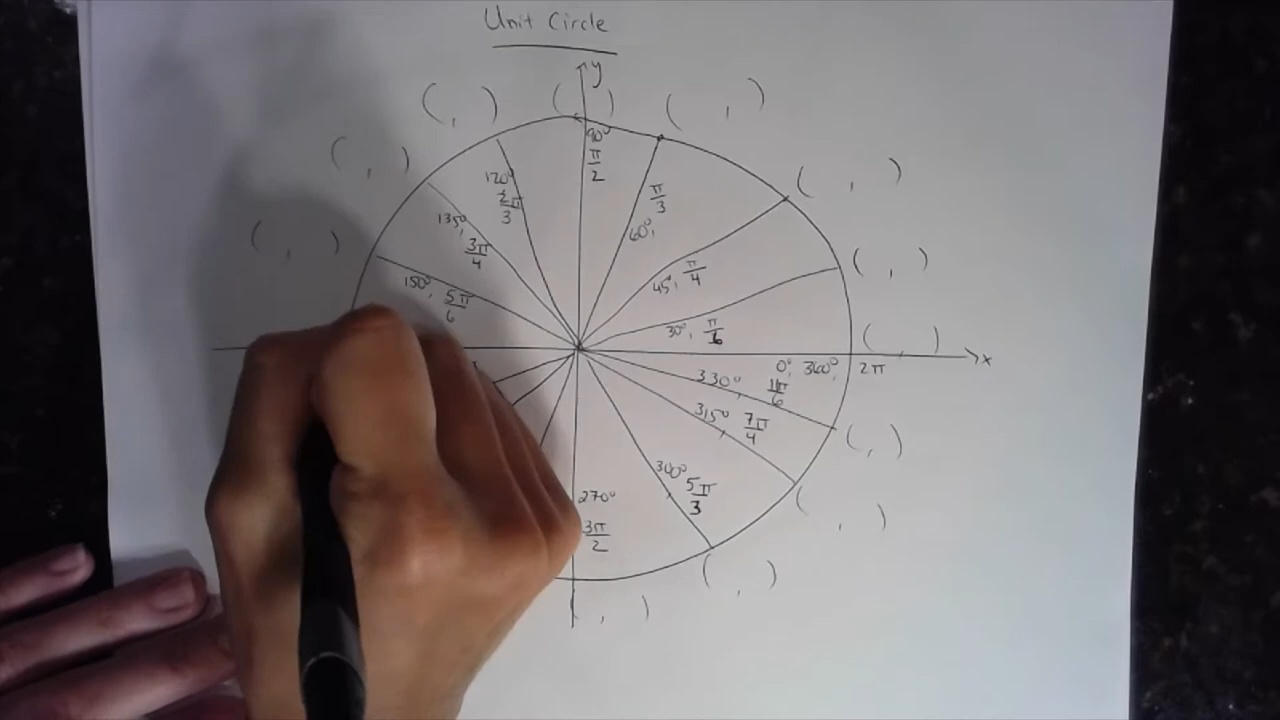 Unit Circle
y
( , ) ( , ) ( , )
( , ) 90° ( , )
π/2
120° π/3
2π/3
135°, 60°,
( , ) 3π/4 ( , )
150°, 5π/6 45°, π/4
30°, π/6 ( , )
x
0°, 360°, 2π
330°, 11π/6
315° 7π/4 ( , )
300° 5π/3
270° ( , )
3π/2
( , )
( , )